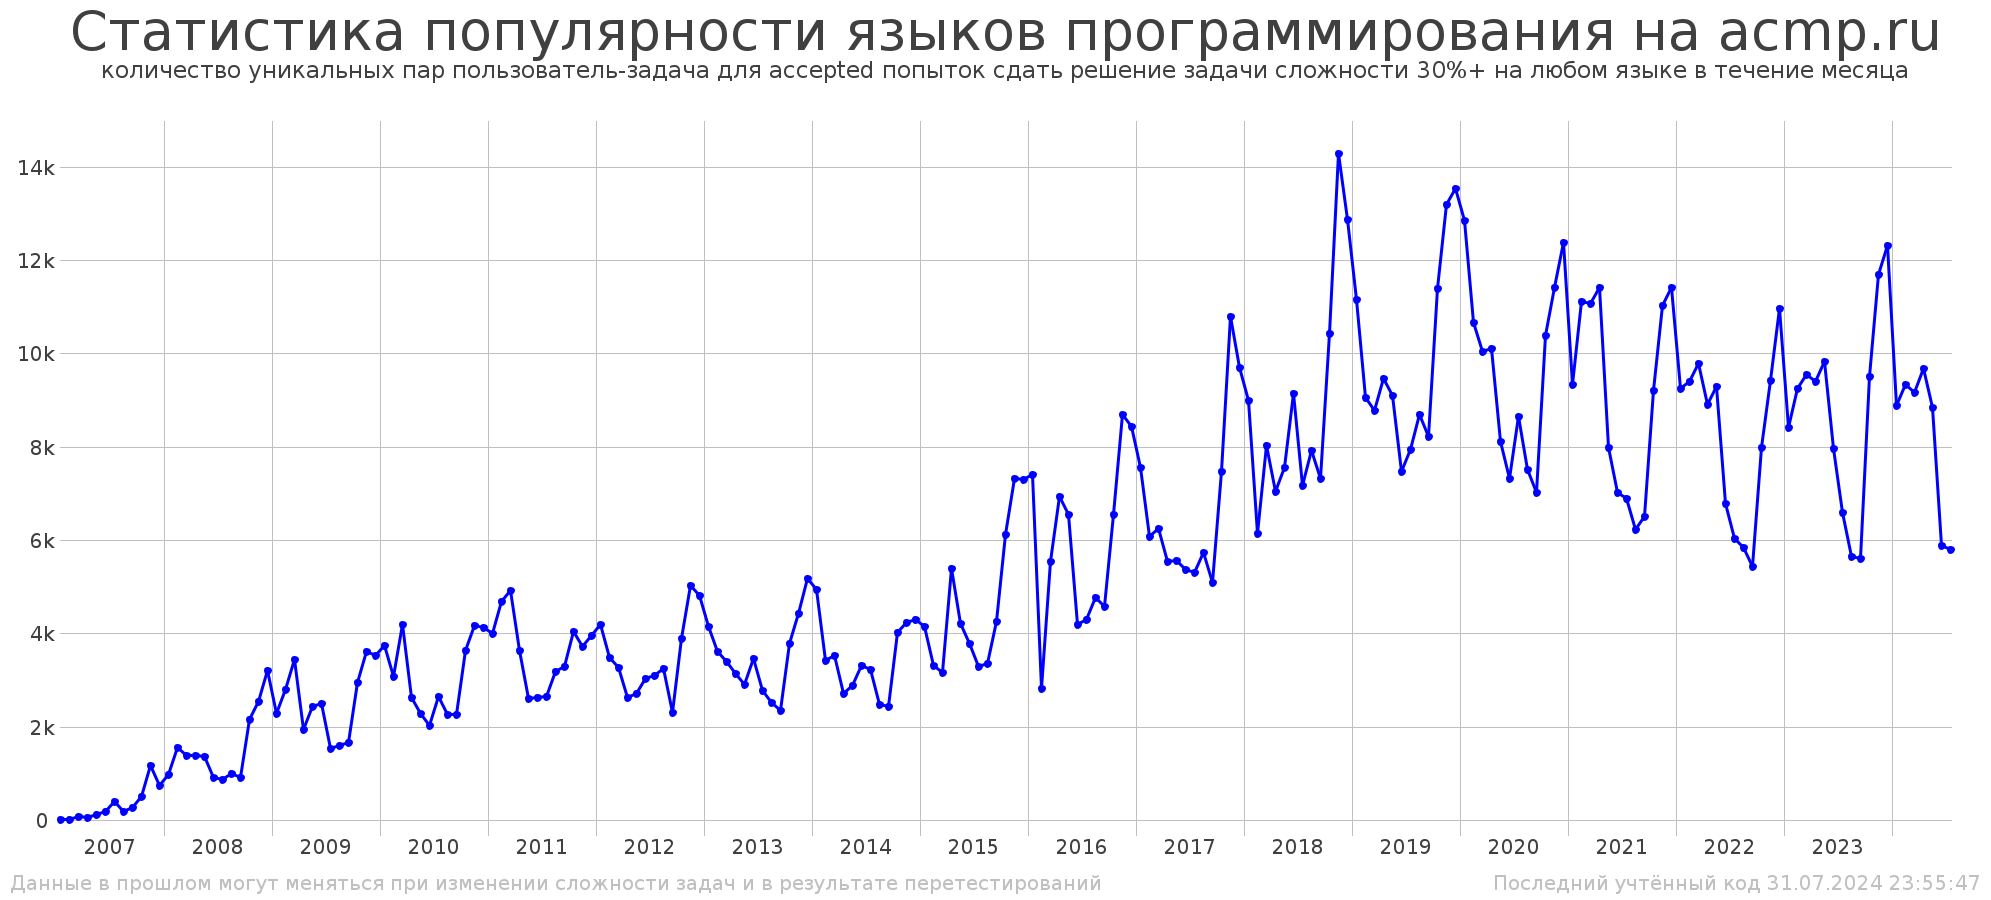 Статистика популярности языков программирования на acmp.ru
количество уникальных пар пользователь-задача для accepted попыток сдать решение задачи сложности 30%+ на любом языке в течение месяца
14k
12k
10k
8k
6k
4k
2k
0
2007 2008 2009 2010 2011 2012 2013 2014 2015 2016 2017 2018 2019 2020 2021 2022 2023
Данные в прошлом могут меняться при изменении сложности задач и в результате перетестирований
Последний учтённый код 31.07.2024 23:55:47